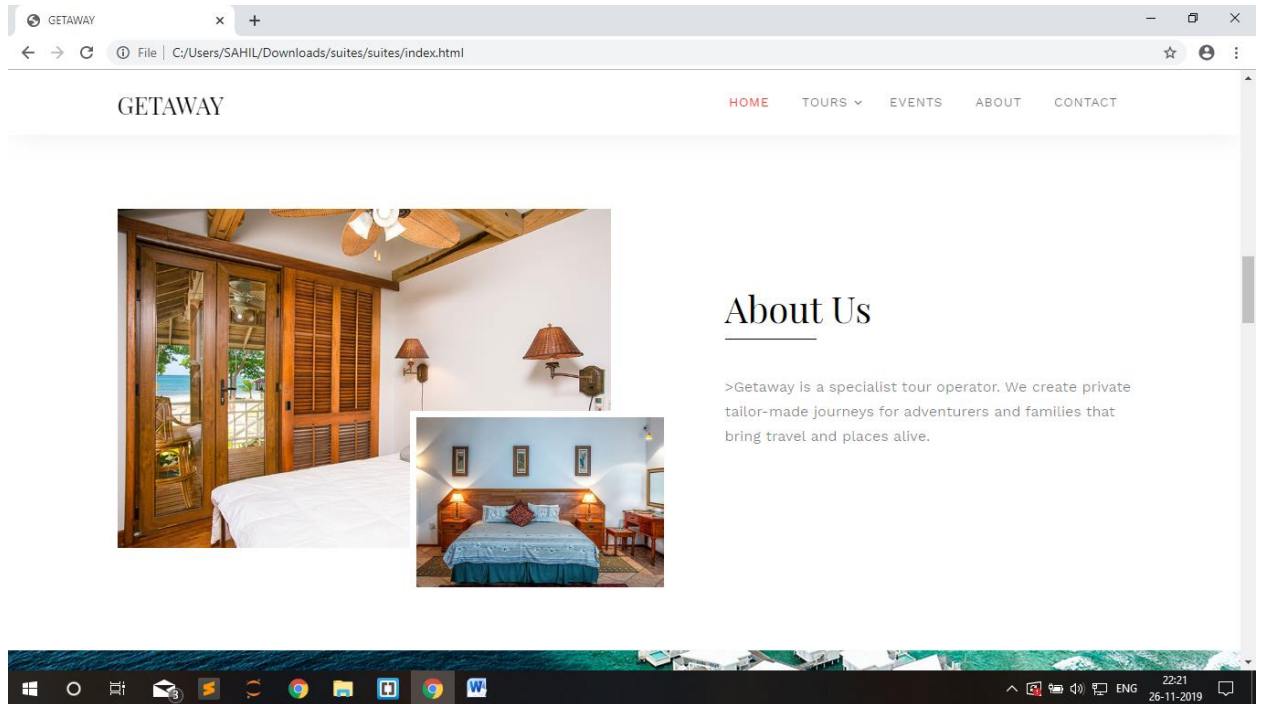 GETAWAY
File | C:/Users/SAHIL/Downloads/suites/suites/index.html
GETAWAY
HOME TOURS EVENTS ABOUT CONTACT
About Us
>Getaway is a specialist tour operator. We create private
tailor-made journeys for adventurers and families that
bring travel and places alive.
3
W
ENG
22:21
26-11-2019